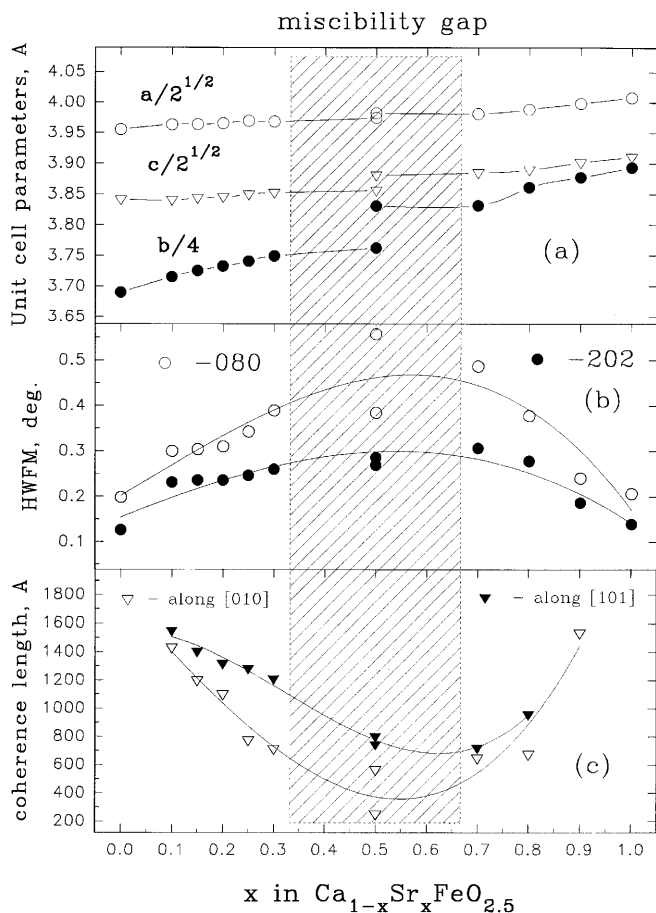 miscibility gap
Unit cell parameters, A
4.05
4.00
3.95
3.90
3.85
3.80
3.75
3.70
3.65
a/2^1/2
c/2^1/2
b/4
(a)
HWFM, deg.
0.5
0.4
0.3
0.2
0.1
○ -080
● -202
(b)
coherence length, A
1800
1600
1400
1200
1000
800
600
400
200
▽ - along [010]
▼ - along [101]
(c)
0.0 0.1 0.2 0.3 0.4 0.5 0.6 0.7 0.8 0.9 1.0
x in Ca_1-xSr_xFeO_2.5